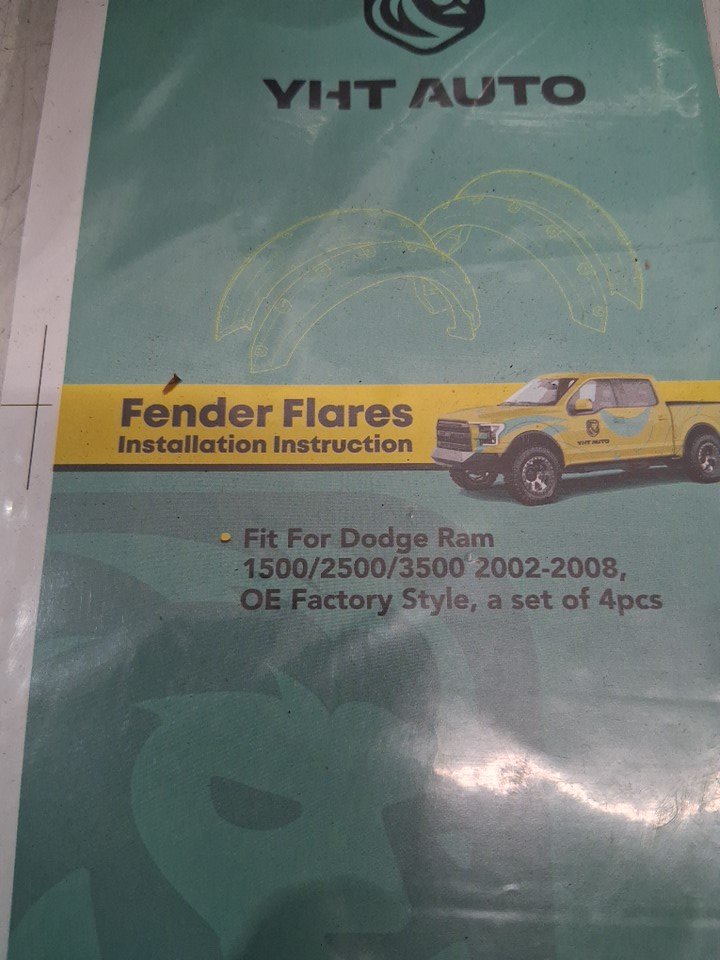 YHT AUTO
Fender Flares
Installation Instruction
YHT AUTO
Fit For Dodge Ram
1500/2500/3500 2002-2008,
OE Factory Style, a set of 4pcs